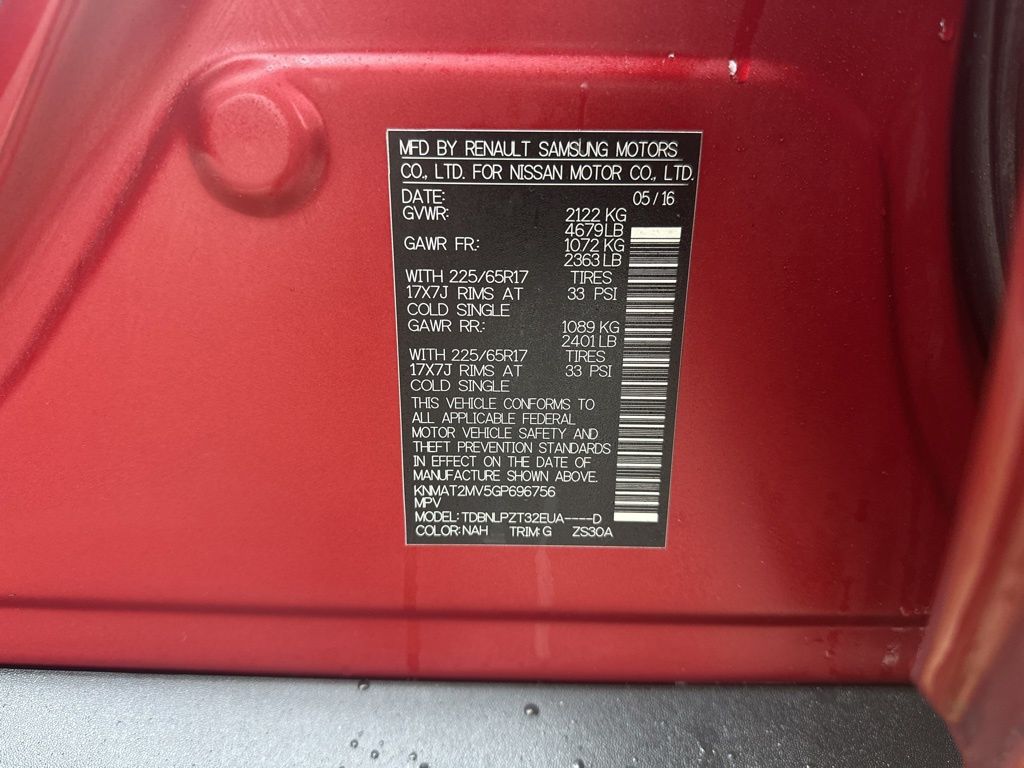 MFD BY RENAULT SAMSUNG MOTORS
CO., LTD. FOR NISSAN MOTOR CO., LTD.
DATE: 05/16
GVWR: 2122 KG
4679LB
GAWR FR.: 1072 KG
2363 LB
WITH 225/65R17 TIRES
17X7J RIMS AT 33 PSI
COLD SINGLE
GAWR RR.: 1089 KG
2401 LB
WITH 225/65R17 TIRES
17X7J RIMS AT 33 PSI
COLD SINGLE
THIS VEHICLE CONFORMS TO
ALL APPLICABLE FEDERAL
MOTOR VEHICLE SAFETY AND
THEFT PREVENTION STANDARDS
IN EFFECT ON THE DATE OF
MANUFACTURE SHOWN ABOVE.
KNMAT2MV5GP696756
MPV
MODEL: TDBNLPZT32EUA----D
COLOR: NAH TRIM: G ZS30A